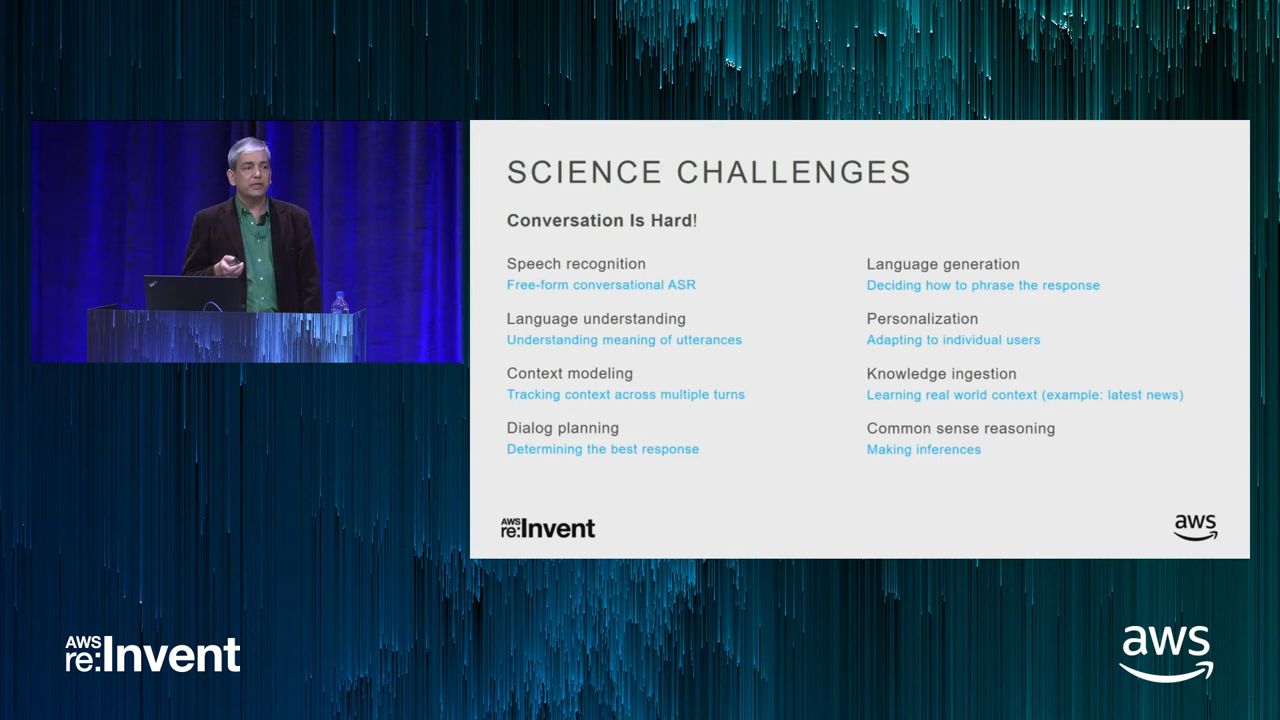 SCIENCE CHALLENGES
Conversation Is Hard!
Speech recognition
Free-form conversational ASR
Language understanding
Understanding meaning of utterances
Context modeling
Tracking context across multiple turns
Dialog planning
Determining the best response
Language generation
Deciding how to phrase the response
Personalization
Adapting to individual users
Knowledge ingestion
Learning real world context (example: latest news)
Common sense reasoning
Making inferences
AWS
re:Invent
aws
AWS
re:Invent
aws